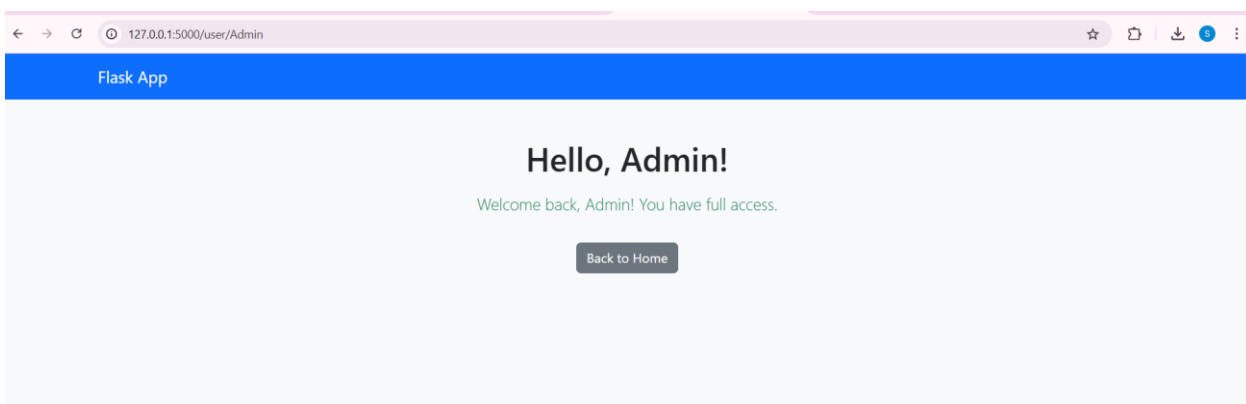 127.0.0.1:5000/user/Admin
S
Flask App
Hello, Admin!
Welcome back, Admin! You have full access.
Back to Home